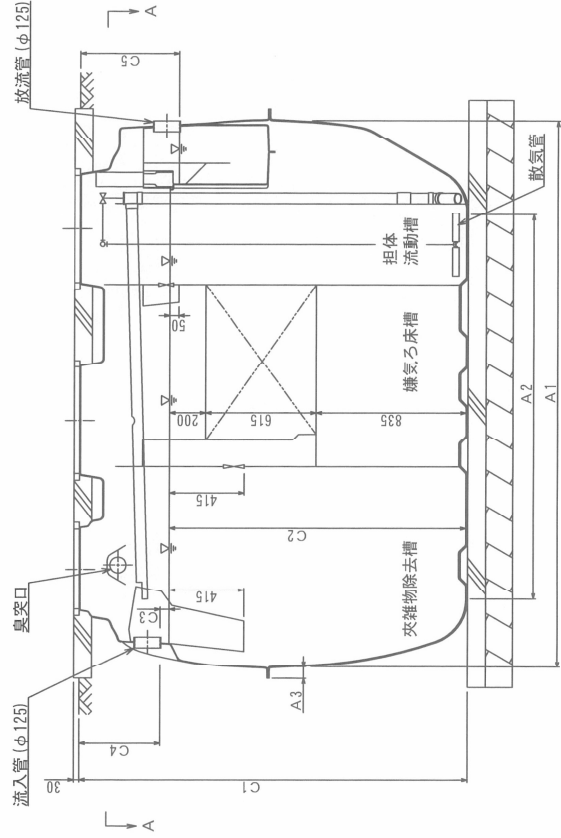 流入管(φ125)
臭突口
放流管(φ125)
A
A
30
C4
C5
C3
C1
C2
415
415
200
50
615
835
夾雑物除去槽
嫌気ろ床槽
担体
流動槽
散気管
A3
A2
A1